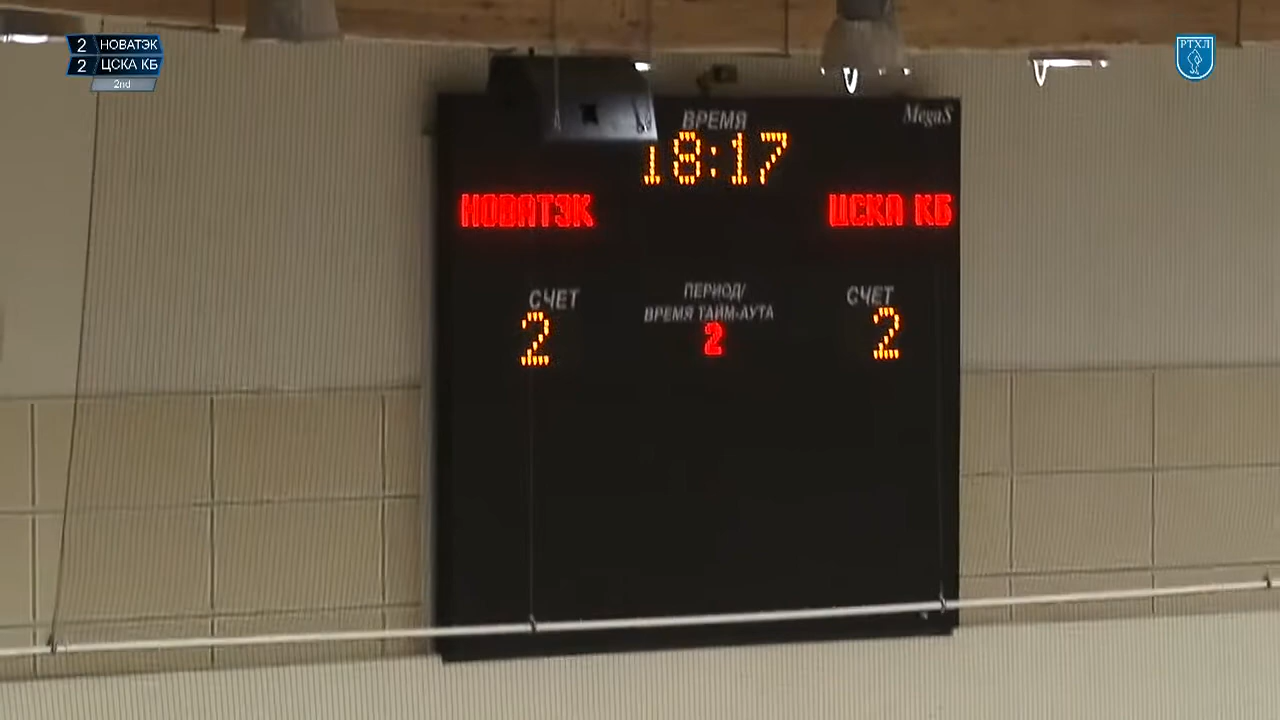 2 НОВАТЭК
2 ЦСКА КБ
2nd
РТХЛ
ВРЕМЯ
MegaS
18:17
НОВАТЭК
ЦСКА КБ
СЧЕТ
ПЕРИОД/
ВРЕМЯ ТАЙМ-АУТА
СЧЕТ
2
2
2